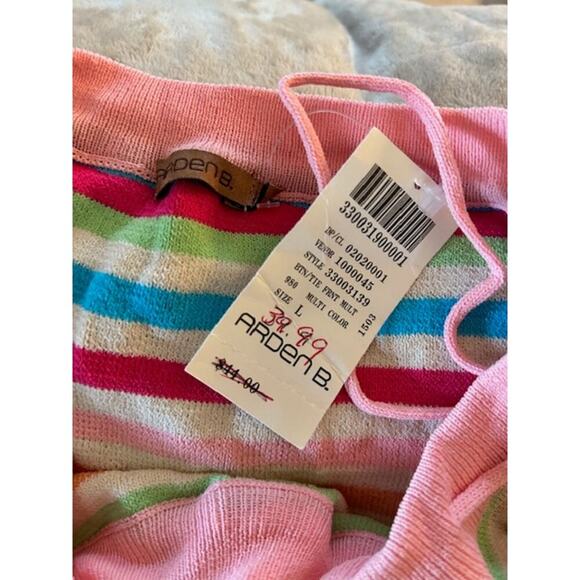 ARDEN B.
330031900001
DP/CL 02020001
VENDR 1000045
STYLE 33003139
BTN/TIE FRNT MULT
980 MULTI COLOR 1503
SIZE L
39.99
ARDEN B.
$44.00